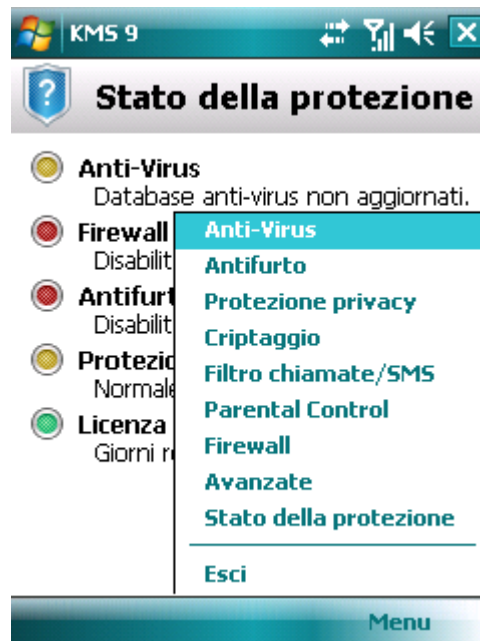 KMS 9
Stato della protezione
Anti-Virus
Database anti-virus non aggiornati.
Firewall
Disabilit
Antifurt
Disabilit
Protezio
Normale
Licenza
Giorni r
Anti-Virus
Antifurto
Protezione privacy
Criptaggio
Filtro chiamate/SMS
Parental Control
Firewall
Avanzate
Stato della protezione
Esci
Menu